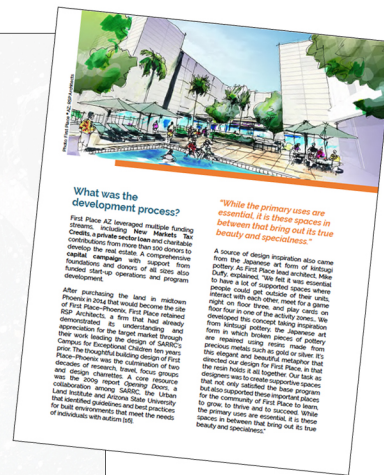 Photo: First Place® AZ, RSP Architects
What was the
development process?
First Place AZ leveraged multiple funding
streams, including New Markets Tax
Credits, a private sector loan and charitable
contributions from more than 100 donors to
develop the real estate. A comprehensive
capital campaign with support from
foundations and donors of all sizes also
funded start-up operations and program
development.
After purchasing the land in midtown
Phoenix in 2014 that would become the site
of First Place–Phoenix, First Place retained
RSP Architects, a firm that had already
demonstrated its understanding and
appreciation for the target market through
their work leading the design of SARRC's
Campus for Exceptional Children ten years
prior. The thoughtful building design of First
Place–Phoenix was the culmination of two
decades of research, travel, focus groups
and design charrettes. A core resource
was the 2009 report Opening Doors, a
collaboration among SARRC, the Urban
Land Institute and Arizona State University
that identified guidelines and best practices
for built environments that meet the needs
of individuals with autism [16].
"While the primary uses are
essential, it is these spaces in
between that bring out its true
beauty and specialness."
A source of design inspiration also came
from the Japanese art form of kintsugi
pottery. As First Place lead architect, Mike
Duffy, explained, "We felt it was essential
to have a lot of supported spaces where
people could get outside of their units,
interact with each other, meet for a game
night on floor three, and play cards on
floor four in one of the activity zones... We
developed this concept taking inspiration
from kintsugi pottery, the Japanese art
form in which broken pieces of pottery
are repaired using resins made from
precious metals such as gold or silver. It's
this elegant and beautiful metaphor that
directed our design for First Place, in that
the resin holds it all together. Our task as
designers was to create supportive spaces
that not only satisfied the base program
but also supported these important places
for the community of First Place to learn,
to grow, to thrive and to succeed. While
the primary uses are essential, it is these
spaces in between that bring out its true
beauty and specialness."